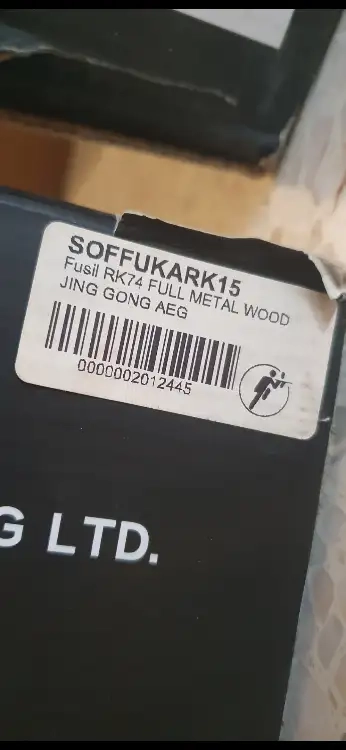 SOFFUKARK15
Fusil RK74 FULL METAL WOOD
JING GONG AEG
0000002012445
G LTD.